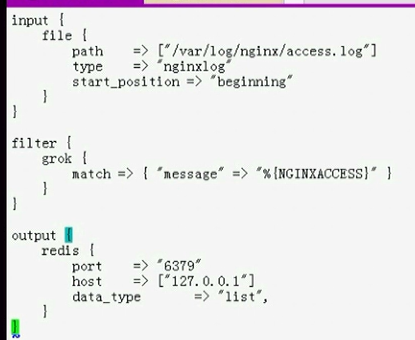 input {
    file {
        path    => ["/var/log/nginx/access.log"]
        type    => "nginxlog"
        start_position => "beginning"
    }
}

filter {
    grok {
        match => { "message" => "%{NGINXACCESS}" }
    }
}

output {
    redis {
        port    => "6379"
        host    => ["127.0.0.1"]
        data_type       => "list",
    }
}
~